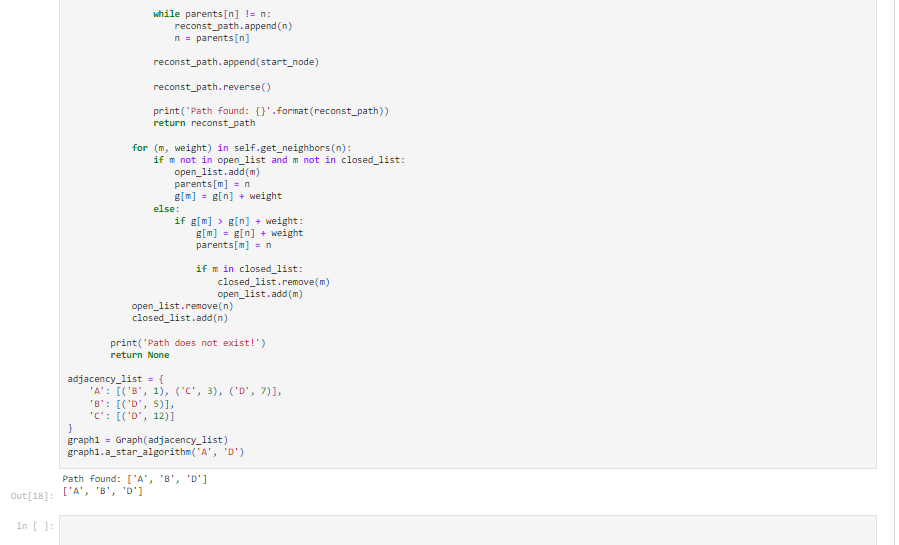 while parents[n] != n:
reconst_path.append(n)
n = parents[n]
reconst_path.append(start_node)
reconst_path.reverse()
print('Path found: {}'.format(reconst_path))
return reconst_path
for (m, weight) in self.get_neighbors(n):
if m not in open_list and m not in closed_list:
open_list.add(m)
parents[m] = n
g[m] = g[n] + weight
else:
if g[m] > g[n] + weight:
g[m] = g[n] + weight
parents[m] = n
if m in closed_list:
closed_list.remove(m)
open_list.add(m)
open_list.remove(n)
closed_list.add(n)
print('Path does not exist!')
return None
adjacency_list = {
'A': [('B', 1), ('C', 3), ('D', 7)],
'B': [('D', 5)],
'C': [('D', 12)]
}
graph1 = Graph(adjacency_list)
graph1.a_star_algorithm('A', 'D')
Path found: ['A', 'B', 'D']
Out[18]: ['A', 'B', 'D']
In [ ]: